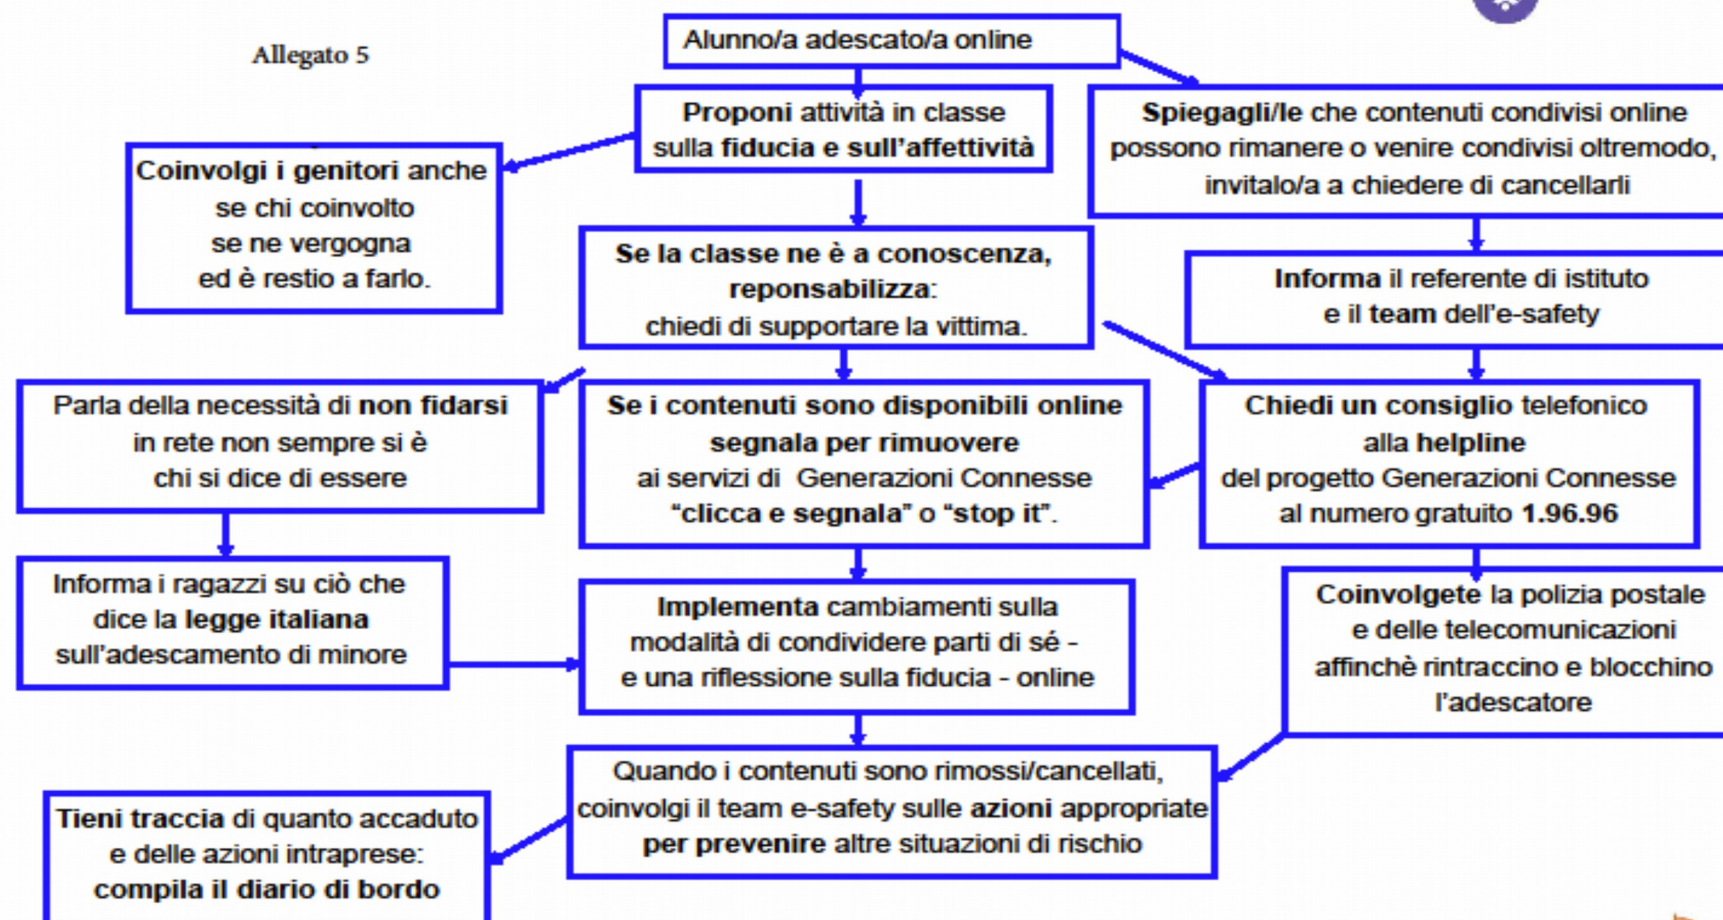 Allegato 5
Alunno/a adescato/a online
Proponi attività in classe
sulla fiducia e sull'affettività
Spiegagli/le che contenuti condivisi online
possono rimanere o venire condivisi oltremodo,
invitalo/a a chiedere di cancellarli
Coinvolgi i genitori anche
se chi coinvolto
se ne vergogna
ed è restio a farlo.
Se la classe ne è a conoscenza,
reponsabilizza:
chiedi di supportare la vittima.
Informa il referente di istituto
e il team dell'e-safety
Parla della necessità di non fidarsi
in rete non sempre si è
chi si dice di essere
Se i contenuti sono disponibili online
segnala per rimuovere
ai servizi di Generazioni Connesse
"clicca e segnala" o "stop it".
Chiedi un consiglio telefonico
alla helpline
del progetto Generazioni Connesse
al numero gratuito 1.96.96
Informa i ragazzi su ciò che
dice la legge italiana
sull'adescamento di minore
Implementa cambiamenti sulla
modalità di condividere parti di sé -
e una riflessione sulla fiducia - online
Coinvolgete la polizia postale
e delle telecomunicazioni
affinchè rintraccino e blocchino
l'adescatore
Quando i contenuti sono rimossi/cancellati,
coinvolgi il team e-safety sulle azioni appropriate
per prevenire altre situazioni di rischio
Tieni traccia di quanto accaduto
e delle azioni intraprese:
compila il diario di bordo